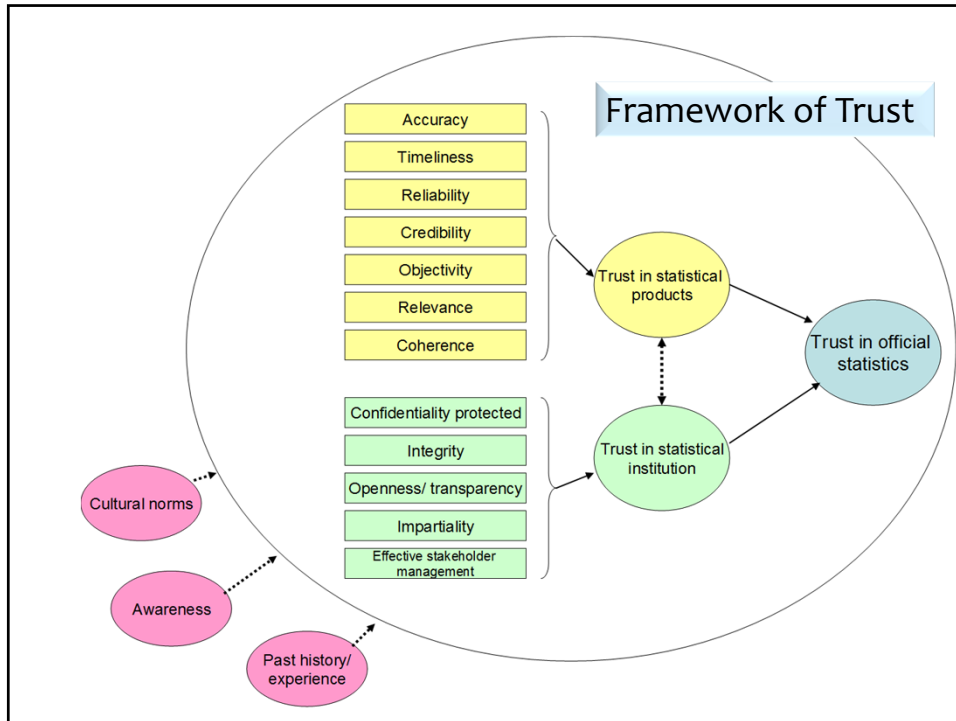 Framework of Trust
Accuracy
Timeliness
Reliability
Credibility
Objectivity
Relevance
Coherence
Trust in statistical
products
Trust in official
statistics
Confidentiality protected
Integrity
Openness/ transparency
Impartiality
Effective stakeholder
management
Trust in statistical
institution
Cultural norms
Awareness
Past history/
experience